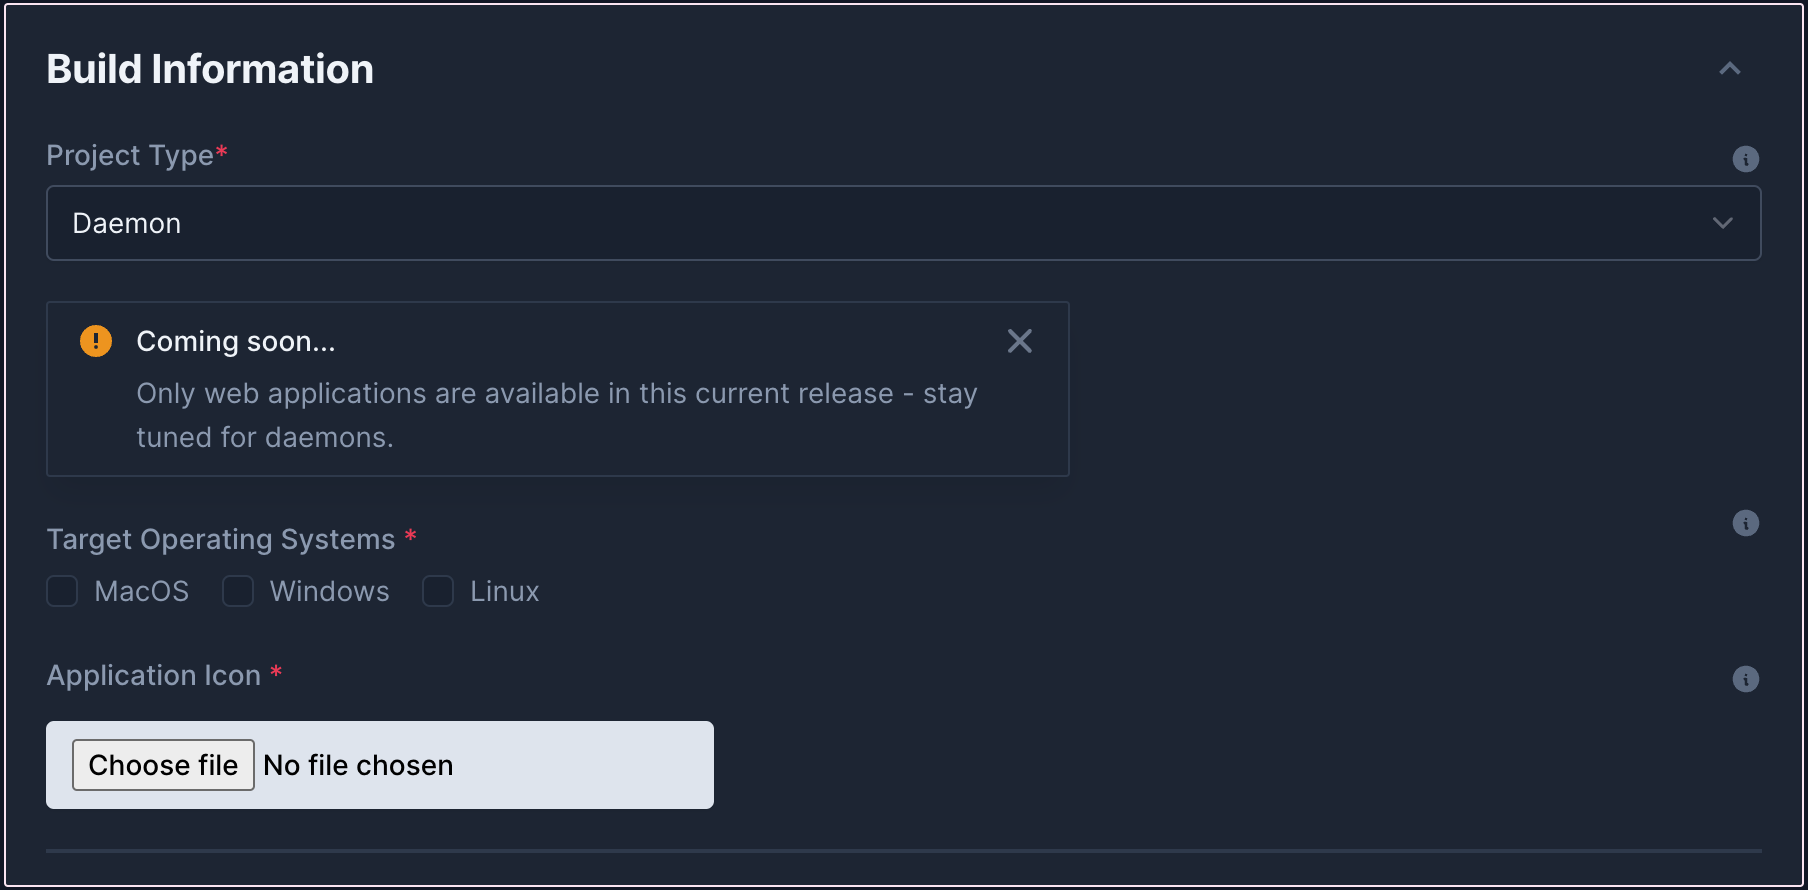 Build Information
Project Type*
Daemon
Coming soon...
Only web applications are available in this current release - stay
tuned for daemons.
Target Operating Systems *
MacOS Windows Linux
Application Icon *
Choose file No file chosen